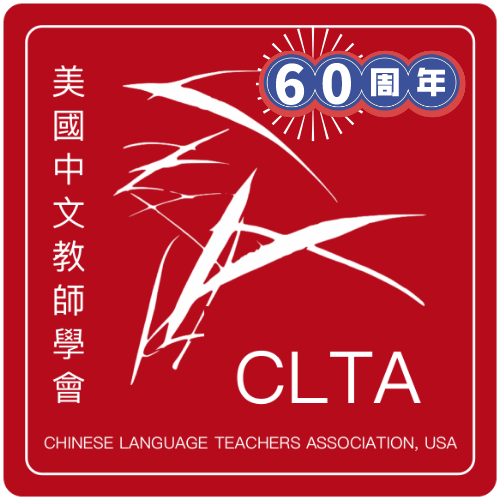 60周年
美國中文教師學會
CLTA
CHINESE LANGUAGE TEACHERS ASSOCIATION, USA